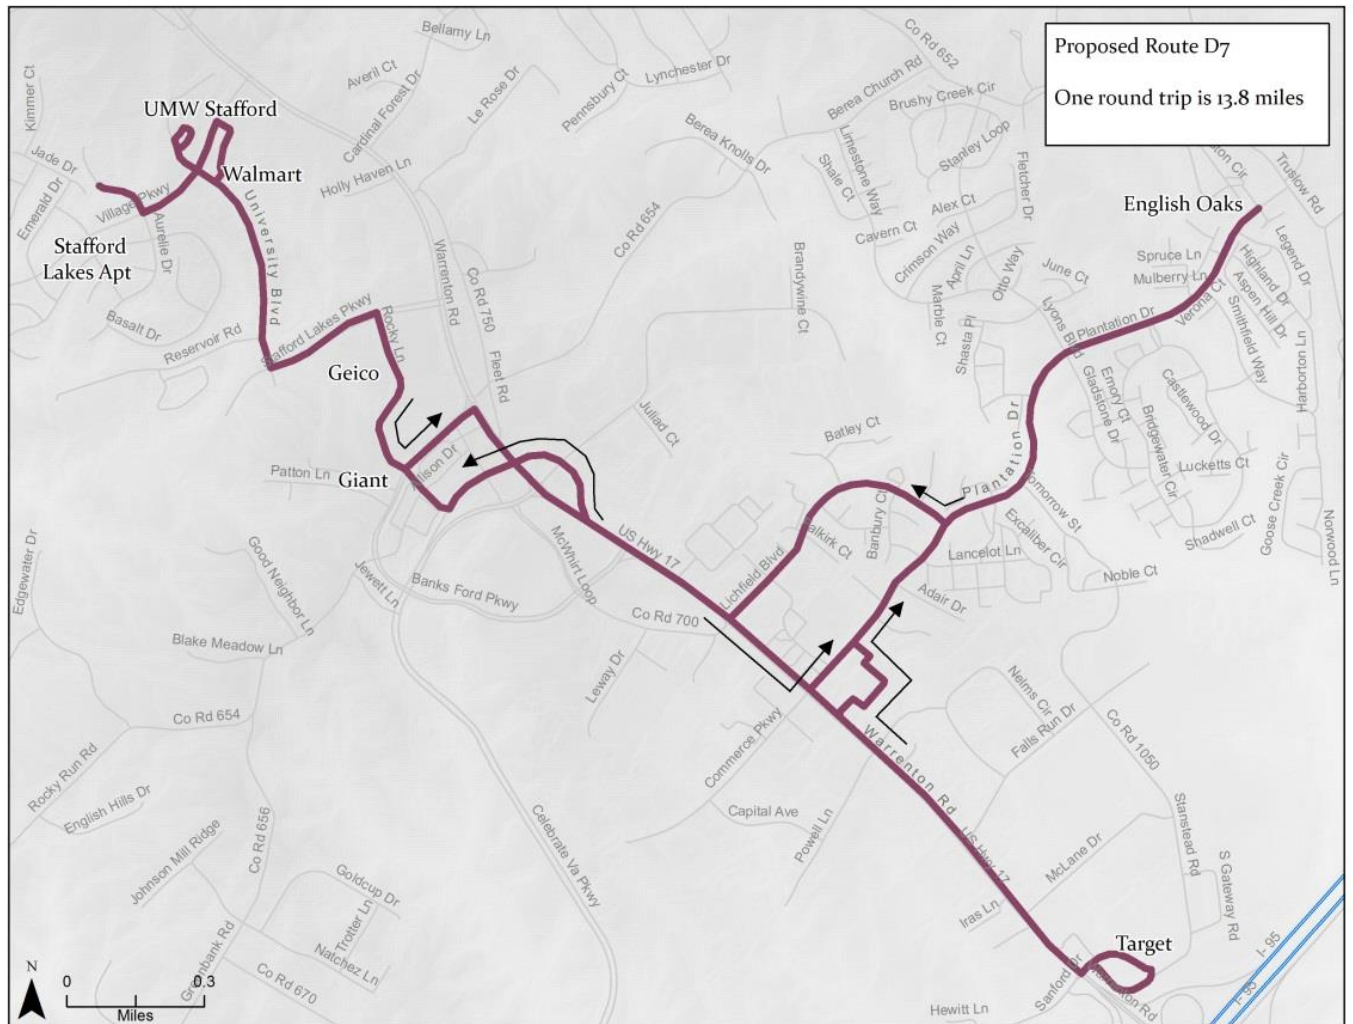 Proposed Route D7
One round trip is 13.8 miles
Bellamy Ln
Co Rd 652
Averil Ct
Cardinal Forest Dr
Le Rose Dr
Pensbury Ct
Lynchester Dr
Berea Church Rd
Brushy Creek Cir
Kimmer Ct
UMW Stafford
Berea Knolls Dr
Limestone Way
Stanley Loop
Shale Ct
Fletcher Dr
Truslow Rd
Jade Dr
Walmart
Holly Haven Ln
Emerald Dr
Village Pkwy
University Blvd
Aurelie Dr
Stafford
Lakes Apt
Co Rd 654
Alex Ct
Cavern Ct
Crimson Way
April Ln
Otto Way
English Oaks
Spruce Ln
Mulberry Ln
Highland Dr
Legend Dr
Aspen Hill Dr
Verona Ct
Smithfield Way
June Ct
Warrenton Rd
Co Rd 750
Brandywine Ct
Marble Ct
Shasta Pl
Lyons Blvd
Plantation Dr
Basalt Dr
Reservoir Rd
Stafford Lakes Pkwy
Rocky Ln
Fleet Rd
Geico
Emory Ct
Gladstone Dr
Castlewood Dr
Bridgewater Cir
Harborton Ln
Juliad Ct
Batley Ct
Plantation Dr
Lucketts Ct
Goose Creek Cir
Patton Ln
Giant
Banbury Ct
Excaliber Cir
Shadwell Ct
Norwood Ln
US Hwy 17
McWhirt Loop
Lancelot Ln
Adair Dr
Noble Ct
Edgewater Dr
Good Neighbor Ln
Jewett Ln
Banks Ford Pkwy
Lichfield Blvd
Co Rd 700
Blake Meadow Ln
Leway Dr
Nelms Cir
Falls Run Dr
Co Rd 654
Commerce Pkwy
Warrenton Rd
Co Rd 1050
Rocky Run Rd
English Hills Dr
Co Rd 656
Celebrate Va Pkwy
Capital Ave
Powell Ln
US Hwy 17
McLane Dr
Stanstead Rd
S Gateway Rd
Johnson Mill Ridge
Goldcup Dr
Trotter Ln
Iras Ln
Greenbank Rd
Natchez Ln
Co Rd 670
Target
I- 95
Sanford Dr
I- 95
Hewitt Ln
N
0 0.3
Miles